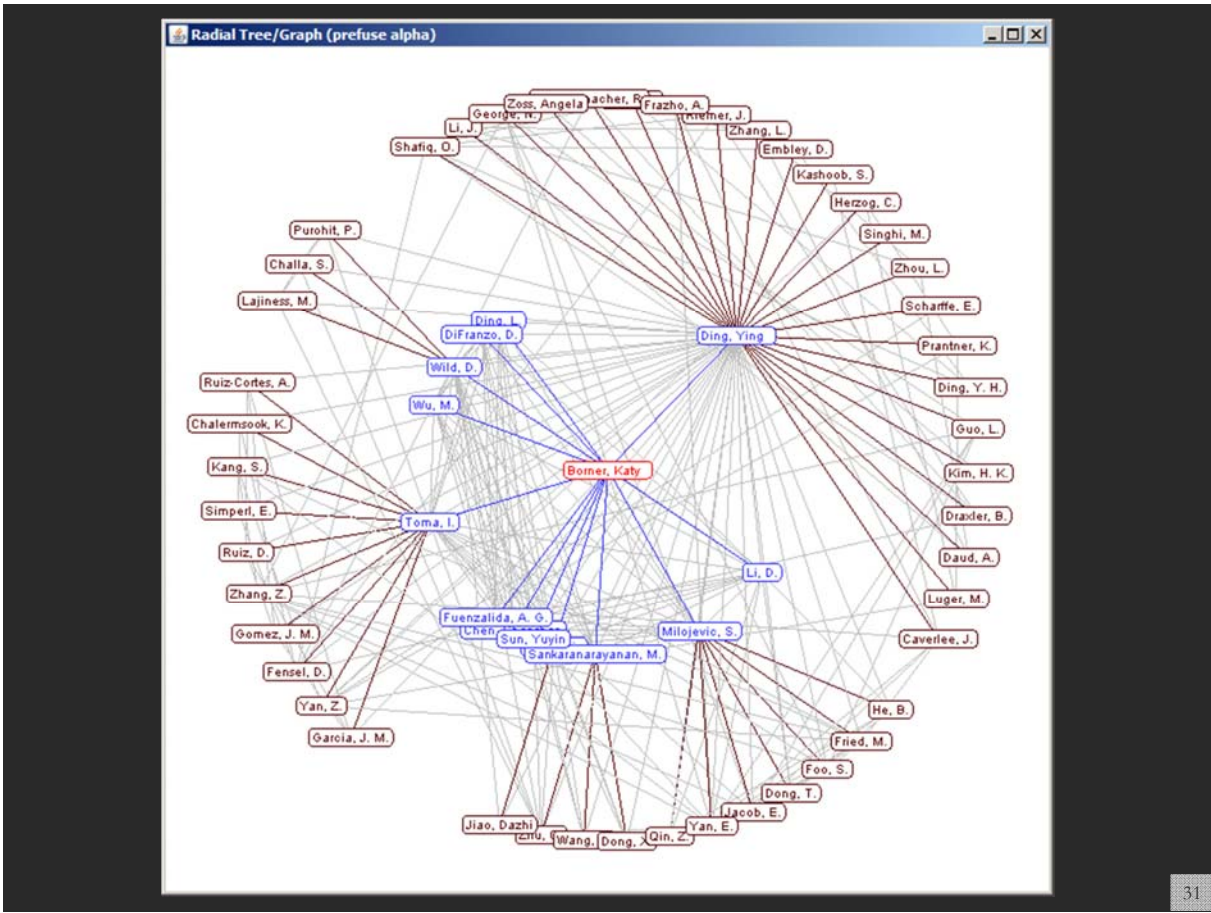 Radial Tree/Graph (prefuse alpha)
Zoss, Angela
Frazho, A.
George, N.
Riemer, J.
Li, J.
Zhang, L.
Shafiq, O.
Embley, D.
Kashoob, S.
Herzog, C.
Purohit, P.
Singhi, M.
Challa, S.
Zhou, L.
Lajiness, M.
Scharffe, E.
Ding, L.
DiFranzo, D.
Ding, Ying
Prantner, K.
Wild, D.
Ruiz-Cortes, A.
Ding, Y. H.
Wu, M.
Chalermsook, K.
Guo, L.
Kang, S.
Borner, Katy
Kim, H. K.
Simperl, E.
Toma, I.
Draxler, B.
Ruiz, D.
Daud, A.
Li, D.
Zhang, Z.
Luger, M.
Fuenzalida, A. G.
Gomez, J. M.
Milojevic, S.
Sun, Yuyin
Caverlee, J.
Sankaranarayanan, M.
Fensel, D.
Yan, Z.
He, B.
Garcia, J. M.
Fried, M.
Foo, S.
Dong, T.
Jacob, E.
Jiao, Dazhi
Wang,
Dong, X
Qin, Z.
Yan, E.
31